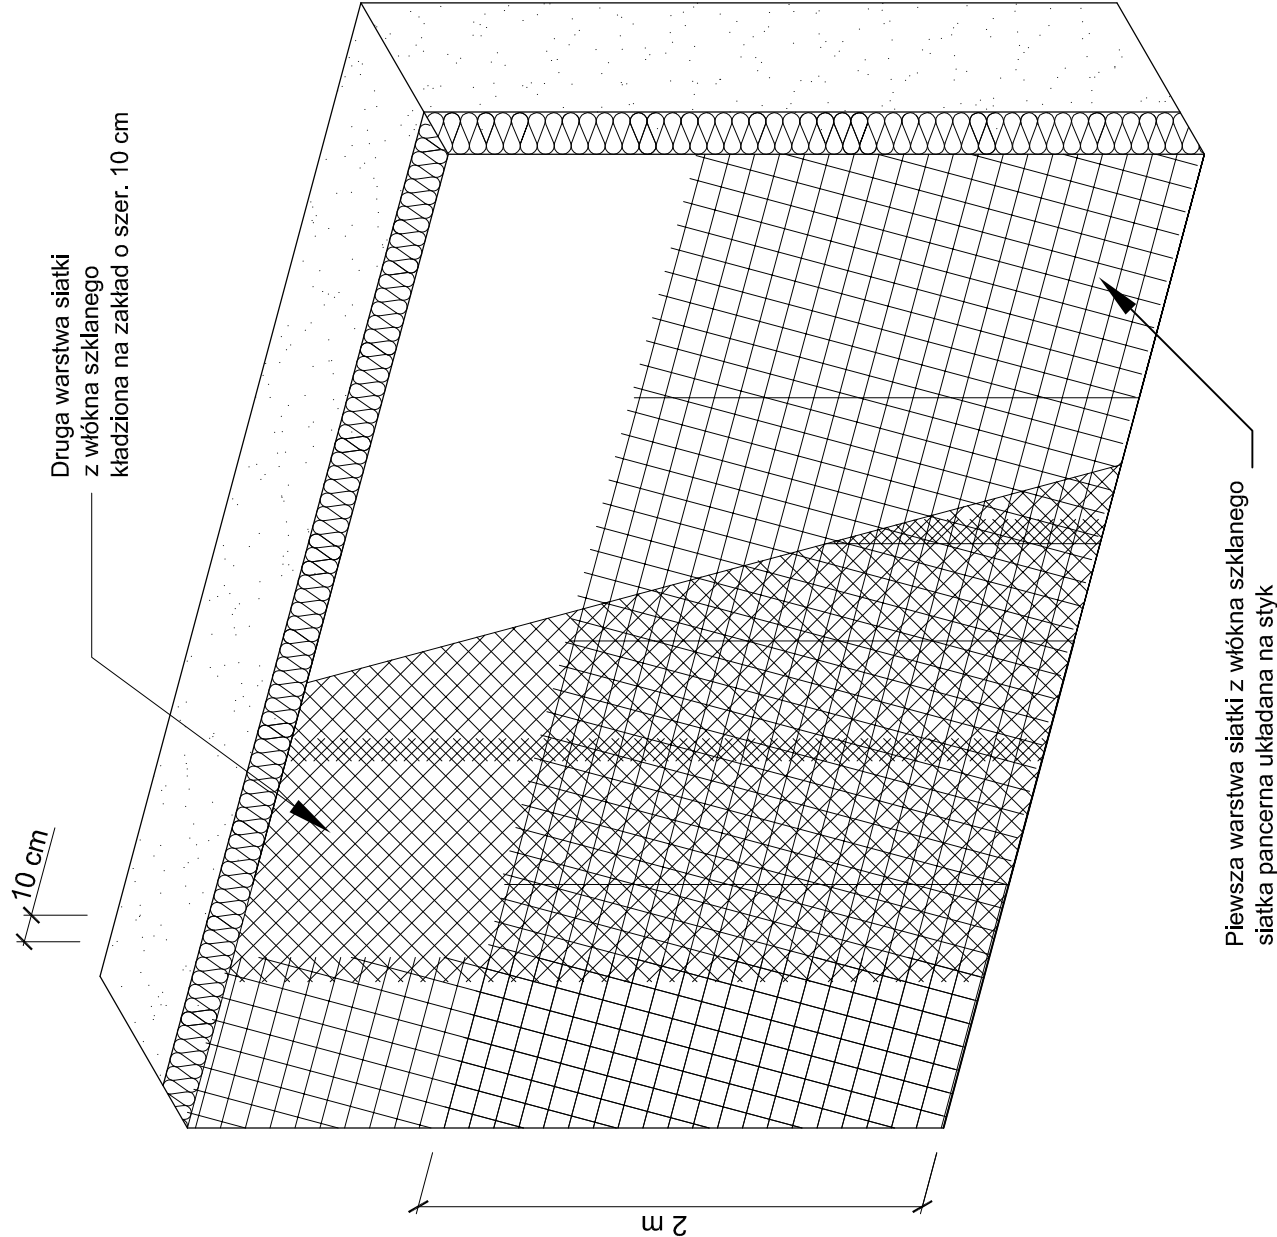 Druga warstwa siatki
z włókna szklanego
kładziona na zakład o szer. 10 cm
10 cm
2 m
Piewsza warstwa siatki z włókna szklanego
siatka pancerna układana na styk